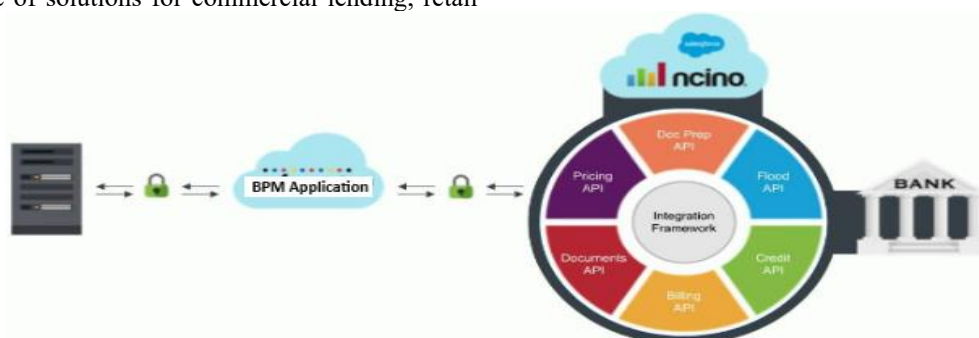 of solutions for commercial lending, retail
salesforce
ncino
Doc Prep
API
Pricing
API
Flood
API
BPM Application
BANK
Integration
Framework
Documents
API
Credit
API
Billing
API